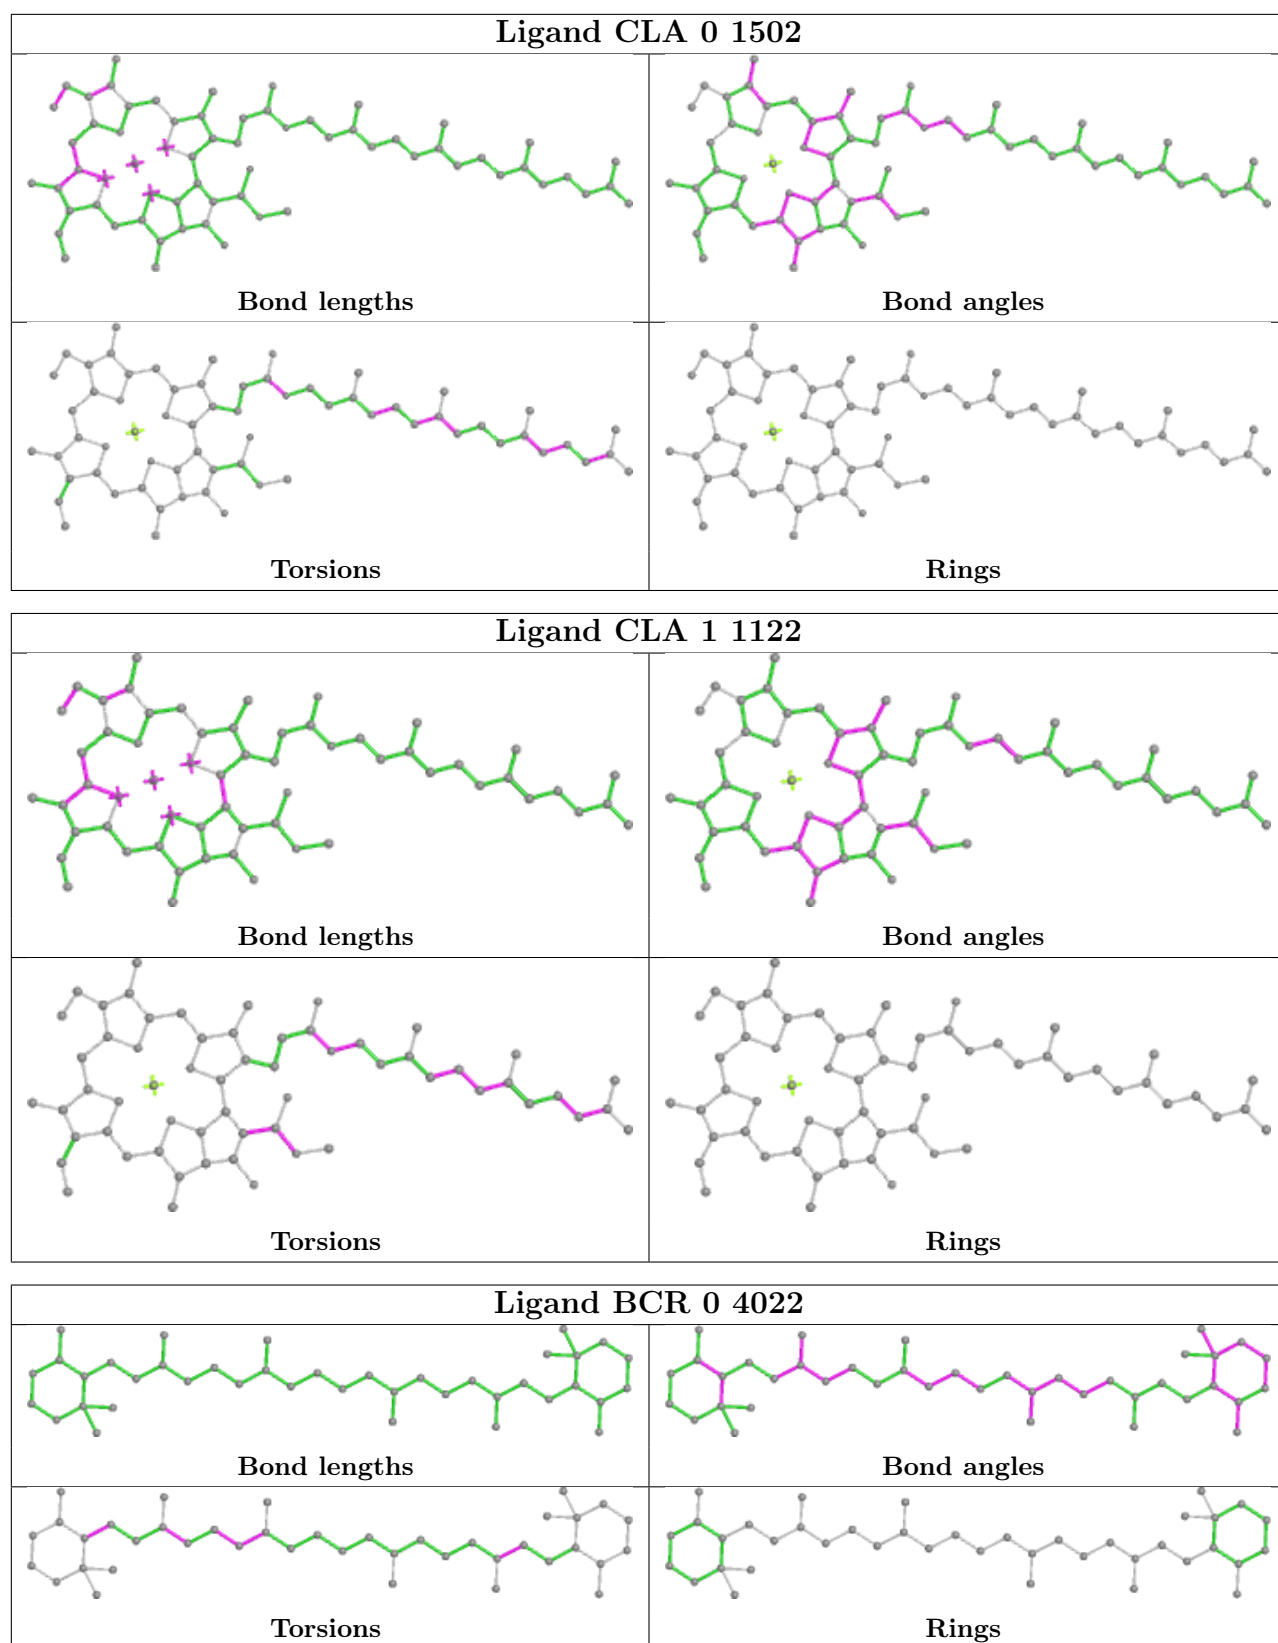 Ligand CLA 0 1502
Bond lengths
Bond angles
Torsions
Rings
Ligand CLA 1 1122
Bond lengths
Bond angles
Torsions
Rings
Ligand BCR 0 4022
Bond lengths
Bond angles
Torsions
Rings